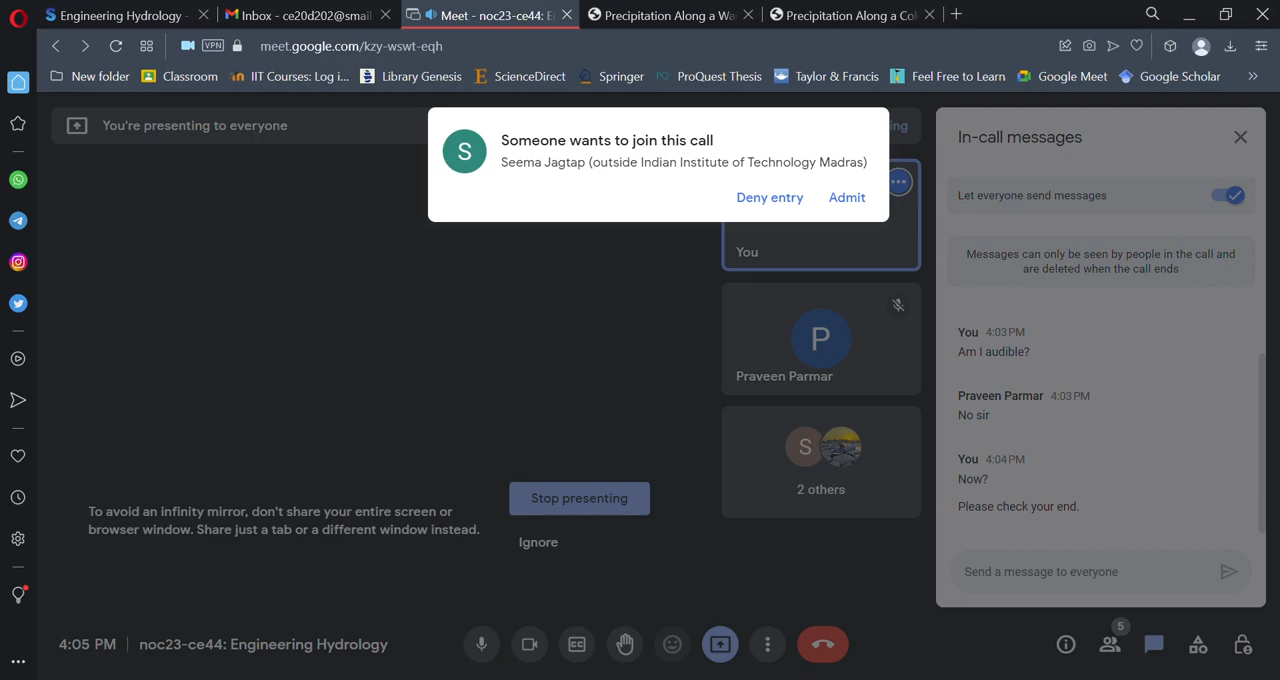 Engineering Hydrology -
Inbox - ce20d202@smail
Meet - noc23-ce44: E
Precipitation Along a Wa
Precipitation Along a Co
VPN
meet.google.com/kzy-wswt-eqh
New folder
Classroom
in
IIT Courses: Log i...
Library Genesis
E
ScienceDirect
Springer
PQ
ProQuest Thesis
Taylor & Francis
Feel Free to Learn
Google Meet
Google Scholar
You're presenting to everyone
ing
S
Someone wants to join this call
Seema Jagtap (outside Indian Institute of Technology Madras)
Deny entry
Admit
You
P
Praveen Parmar
S
2 others
To avoid an infinity mirror, don't share your entire screen or
browser window. Share just a tab or a different window instead.
Stop presenting
Ignore
In-call messages
Let everyone send messages
Messages can only be seen by people in the call and
are deleted when the call ends
You 4:03 PM
Am I audible?
Praveen Parmar 4:03 PM
No sir
You 4:04 PM
Now?
Please check your end.
Send a message to everyone
4:05 PM
noc23-ce44: Engineering Hydrology
CC
5